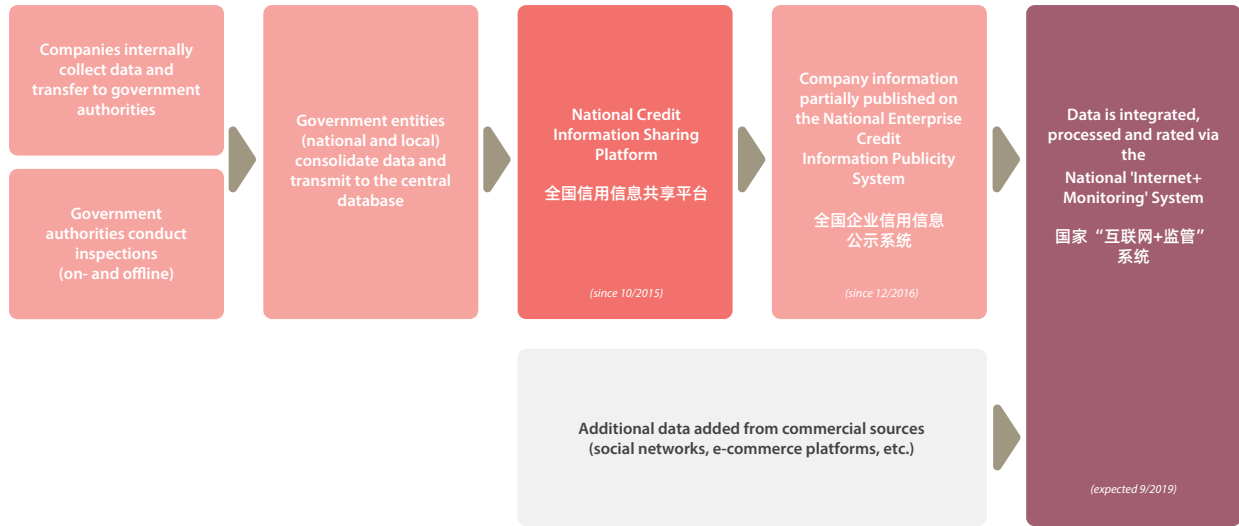 Companies internally
collect data and
transfer to government
authorities
Government
authorities conduct
inspections
(on- and offline)
Government entities
(national and local)
consolidate data and
transmit to the central
database
National Credit
Information Sharing
Platform
全国信用信息共享平台
(since 10/2015)
Company information
partially published on
the National Enterprise
Credit
Information Publicity
System
全国企业信用信息
公示系统
(since 12/2016)
Additional data added from commercial sources
(social networks, e-commerce platforms, etc.)
Data is integrated,
processed and rated via
the
National 'Internet+
Monitoring' System
国家“互联网+监管”
系统
(expected 9/2019)